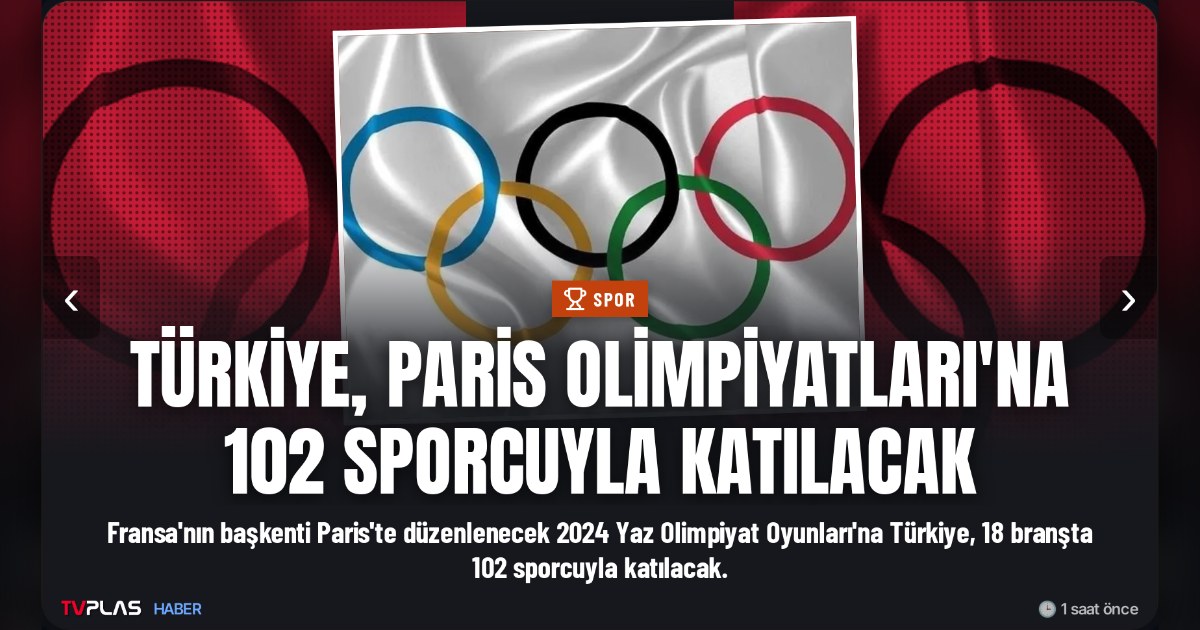 SPOR
TÜRKİYE, PARİS OLİMPİYATLARI'NA
102 SPORCUYLA KATILACAK
Fransa'nın başkenti Paris'te düzenlenecek 2024 Yaz Olimpiyat Oyunları'na Türkiye, 18 branşta
102 sporcuyla katılacak.
TVPLAS HABER
1 saat önce